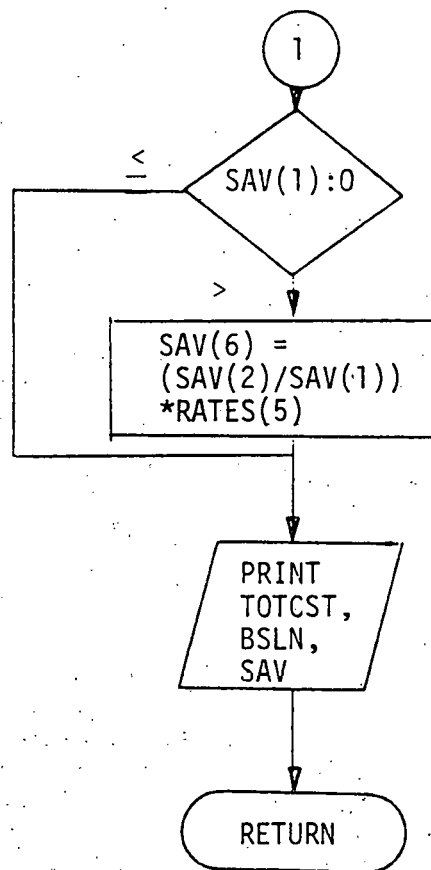 1
SAV(1):0
≤
>
SAV(6) =
(SAV(2)/SAV(1))
*RATES(5)
PRINT
TOTCST,
BSLN,
SAV
RETURN